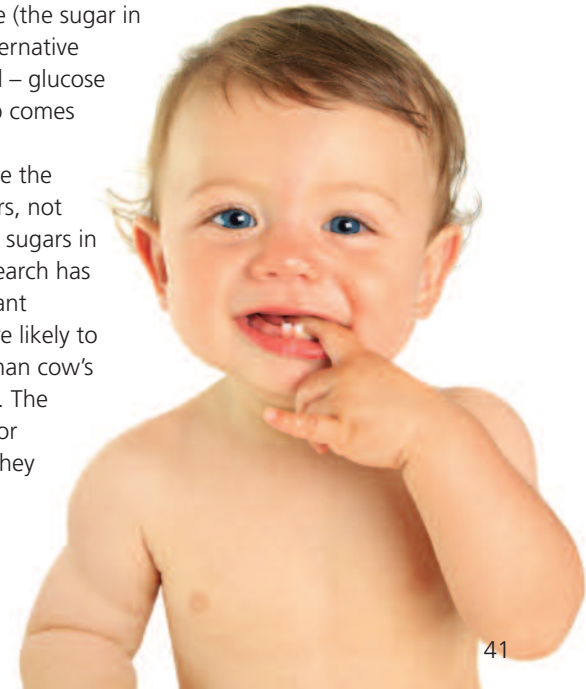 e (the sugar in
ernative
l – glucose
o comes
e the
rs, not
sugars in
earch has
ant
e likely to
han cow's
. The
or
hey
41